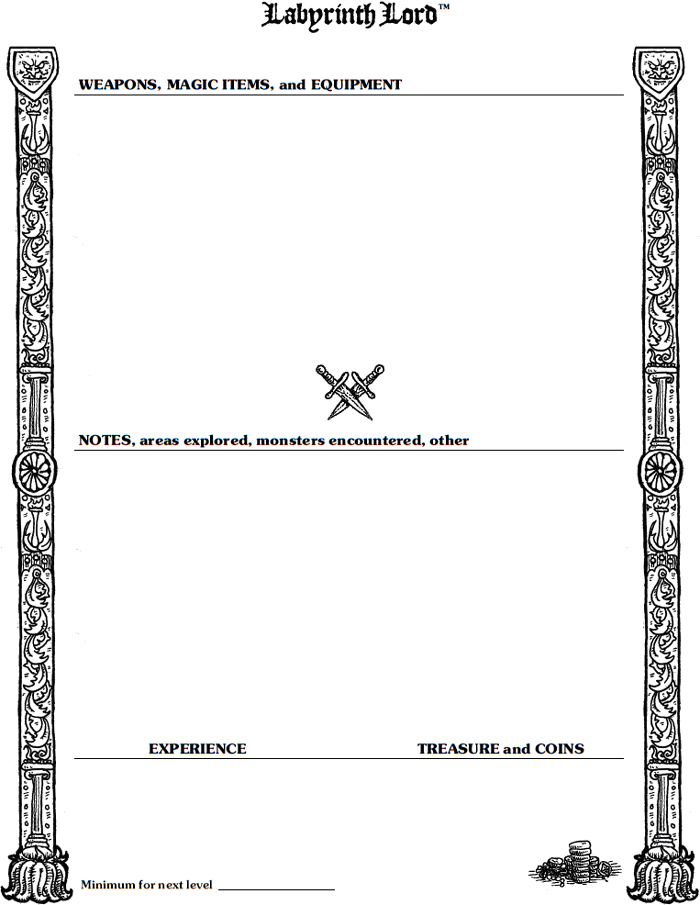 Labyrinth Lord™
WEAPONS, MAGIC ITEMS, and EQUIPMENT
NOTES, areas explored, monsters encountered, other
EXPERIENCE
TREASURE and COINS
Minimum for next level